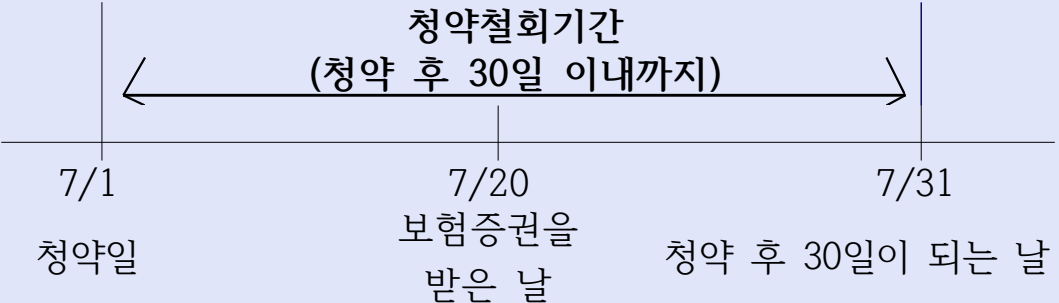 청약철회기간
(청약 후 30일 이내까지)
7/1
7/20
7/31
청약일
보험증권을
받은 날
청약 후 30일이 되는 날